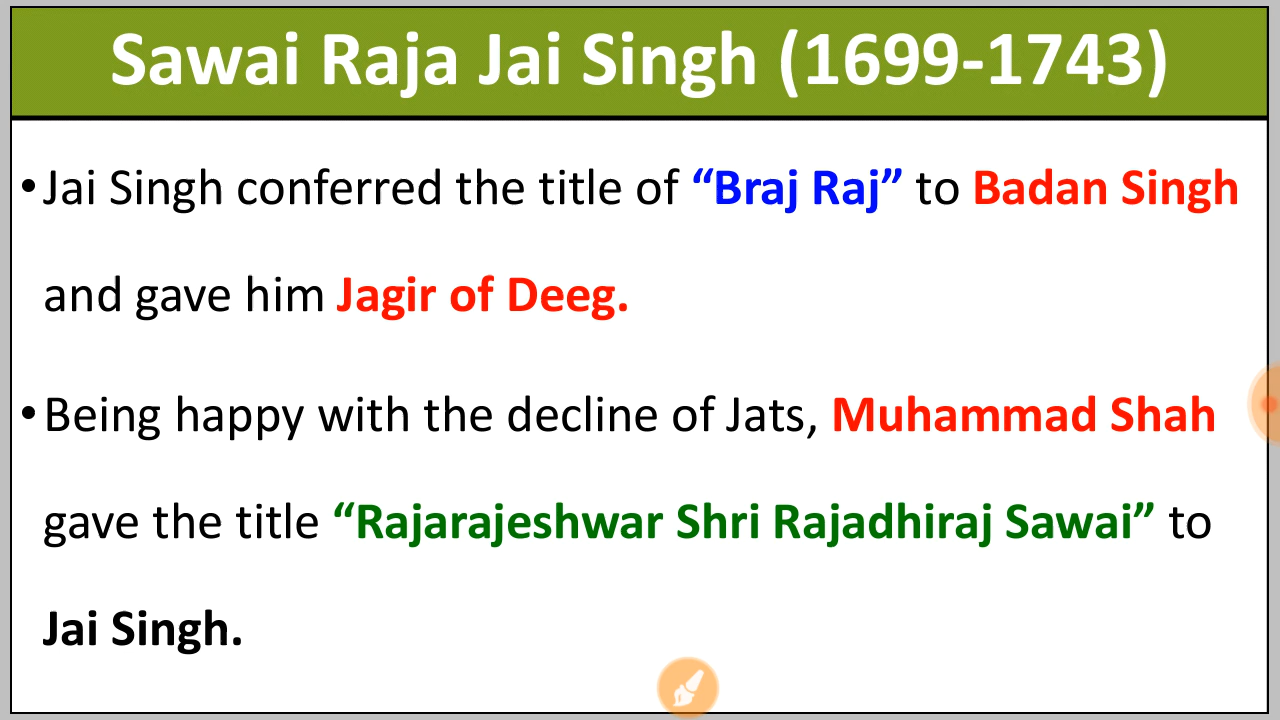 Sawai Raja Jai Singh (1699-1743)
•Jai Singh conferred the title of “Braj Raj” to Badan Singh
and gave him Jagir of Deeg.
•Being happy with the decline of Jats, Muhammad Shah
gave the title “Rajarajeshwar Shri Rajadhiraj Sawai” to
Jai Singh.